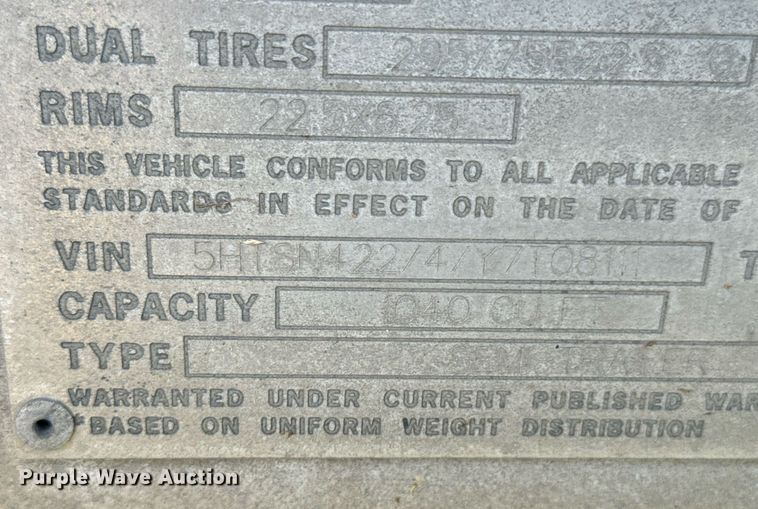 DUAL TIRES 295/75R22.5 G
RIMS 22.5x8.25
THIS VEHICLE CONFORMS TO ALL APPLICABLE
STANDARDS IN EFFECT ON THE DATE OF
VIN
CAPACITY 1040 CU FT
TYPE TRAILER
WARRANTED UNDER CURRENT PUBLISHED WAR
*BASED ON UNIFORM WEIGHT DISTRIBUTION
Purple Wave Auction